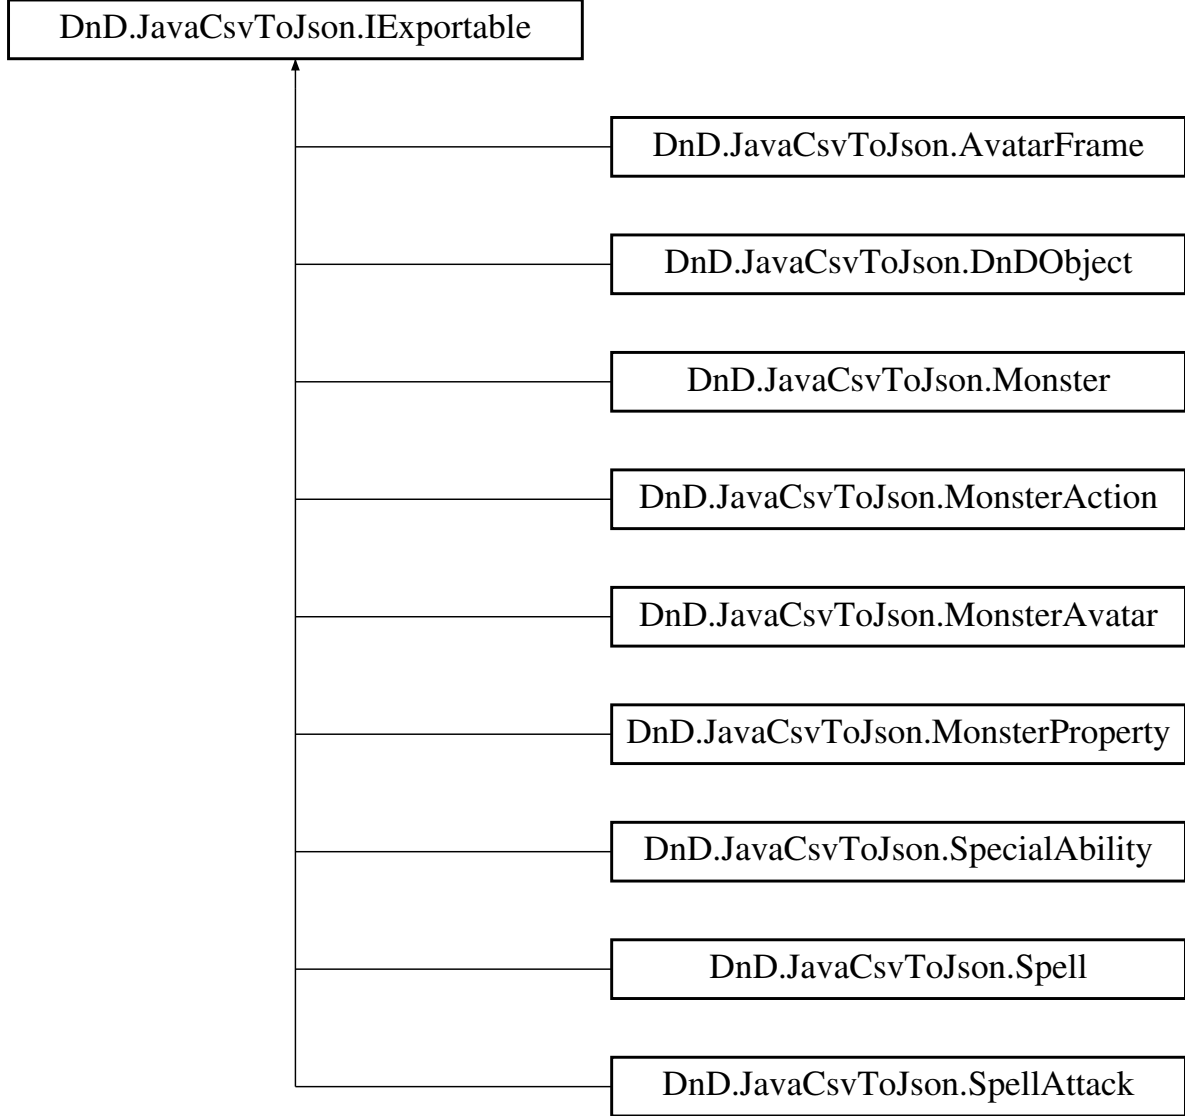 DnD.JavaCsvToJson.IExportable
DnD.JavaCsvToJson.AvatarFrame
DnD.JavaCsvToJson.DnDObject
DnD.JavaCsvToJson.Monster
DnD.JavaCsvToJson.MonsterAction
DnD.JavaCsvToJson.MonsterAvatar
DnD.JavaCsvToJson.MonsterProperty
DnD.JavaCsvToJson.SpecialAbility
DnD.JavaCsvToJson.Spell
DnD.JavaCsvToJson.SpellAttack